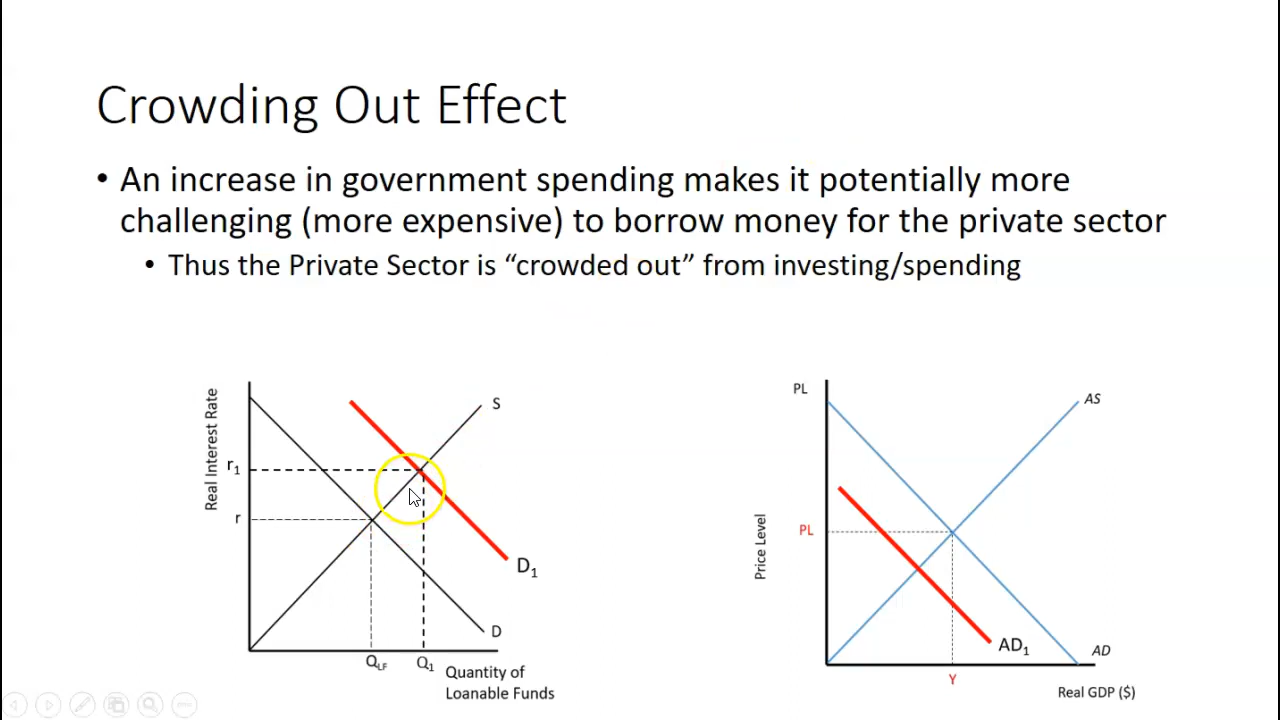 Crowding Out Effect
• An increase in government spending makes it potentially more
challenging (more expensive) to borrow money for the private sector
• Thus the Private Sector is “crowded out” from investing/spending
Real Interest Rate
r₁
r
S
D₁
D
Q_LF
Q₁
Quantity of
Loanable Funds
PL
Price Level
PL
AS
AD₁
AD
Y
Real GDP ($)